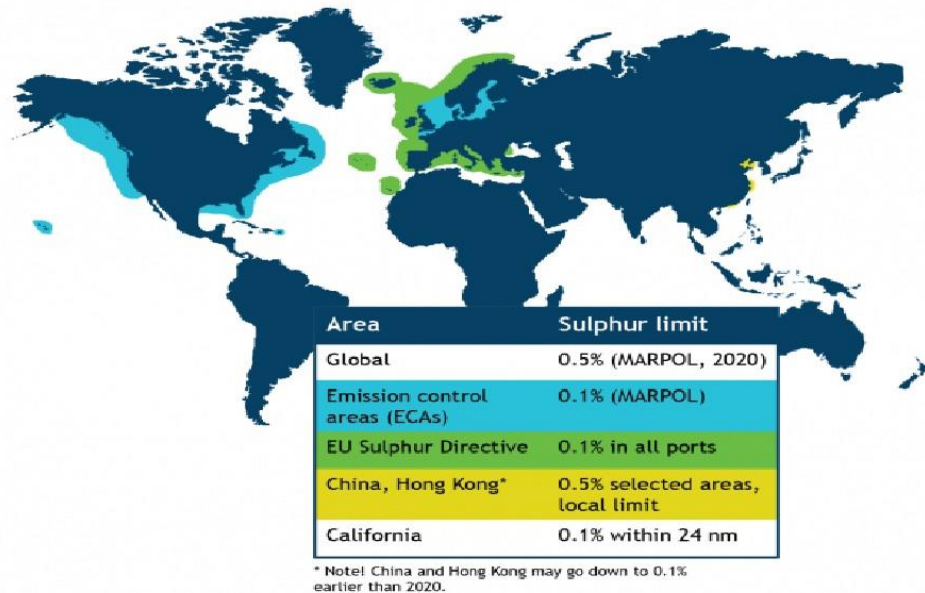 Area Sulphur limit
Global 0.5% (MARPOL, 2020)
Emission control 0.1% (MARPOL)
areas (ECAs)
EU Sulphur Directive 0.1% in all ports
China, Hong Kong* 0.5% selected areas,
local limit
California 0.1% within 24 nm
* Note! China and Hong Kong may go down to 0.1%
earlier than 2020.